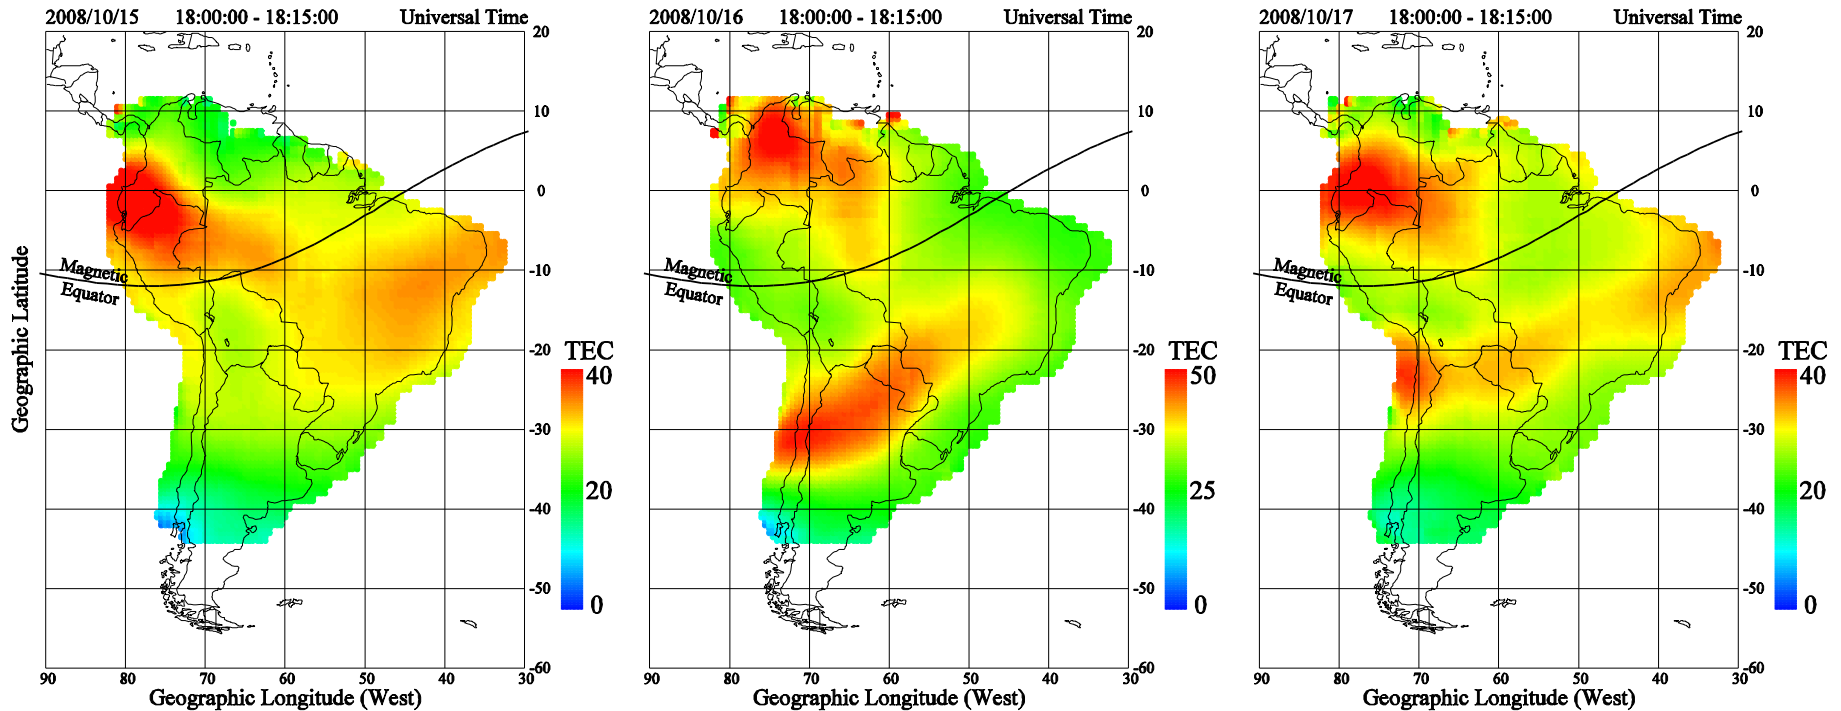 2008/10/15 18:00:00 - 18:15:00 Universal Time
20
10
0
-10
-20
-30
-40
-50
-60
Magnetic
Equator
Geographic Latitude
TEC
40
20
0
90 80 70 60 50 40 30
Geographic Longitude (West)
2008/10/16 18:00:00 - 18:15:00 Universal Time
20
10
0
-10
-20
-30
-40
-50
-60
Magnetic
Equator
TEC
50
25
0
90 80 70 60 50 40 30
Geographic Longitude (West)
2008/10/17 18:00:00 - 18:15:00 Universal Time
20
10
0
-10
-20
-30
-40
-50
-60
Magnetic
Equator
TEC
40
20
0
90 80 70 60 50 40 30
Geographic Longitude (West)